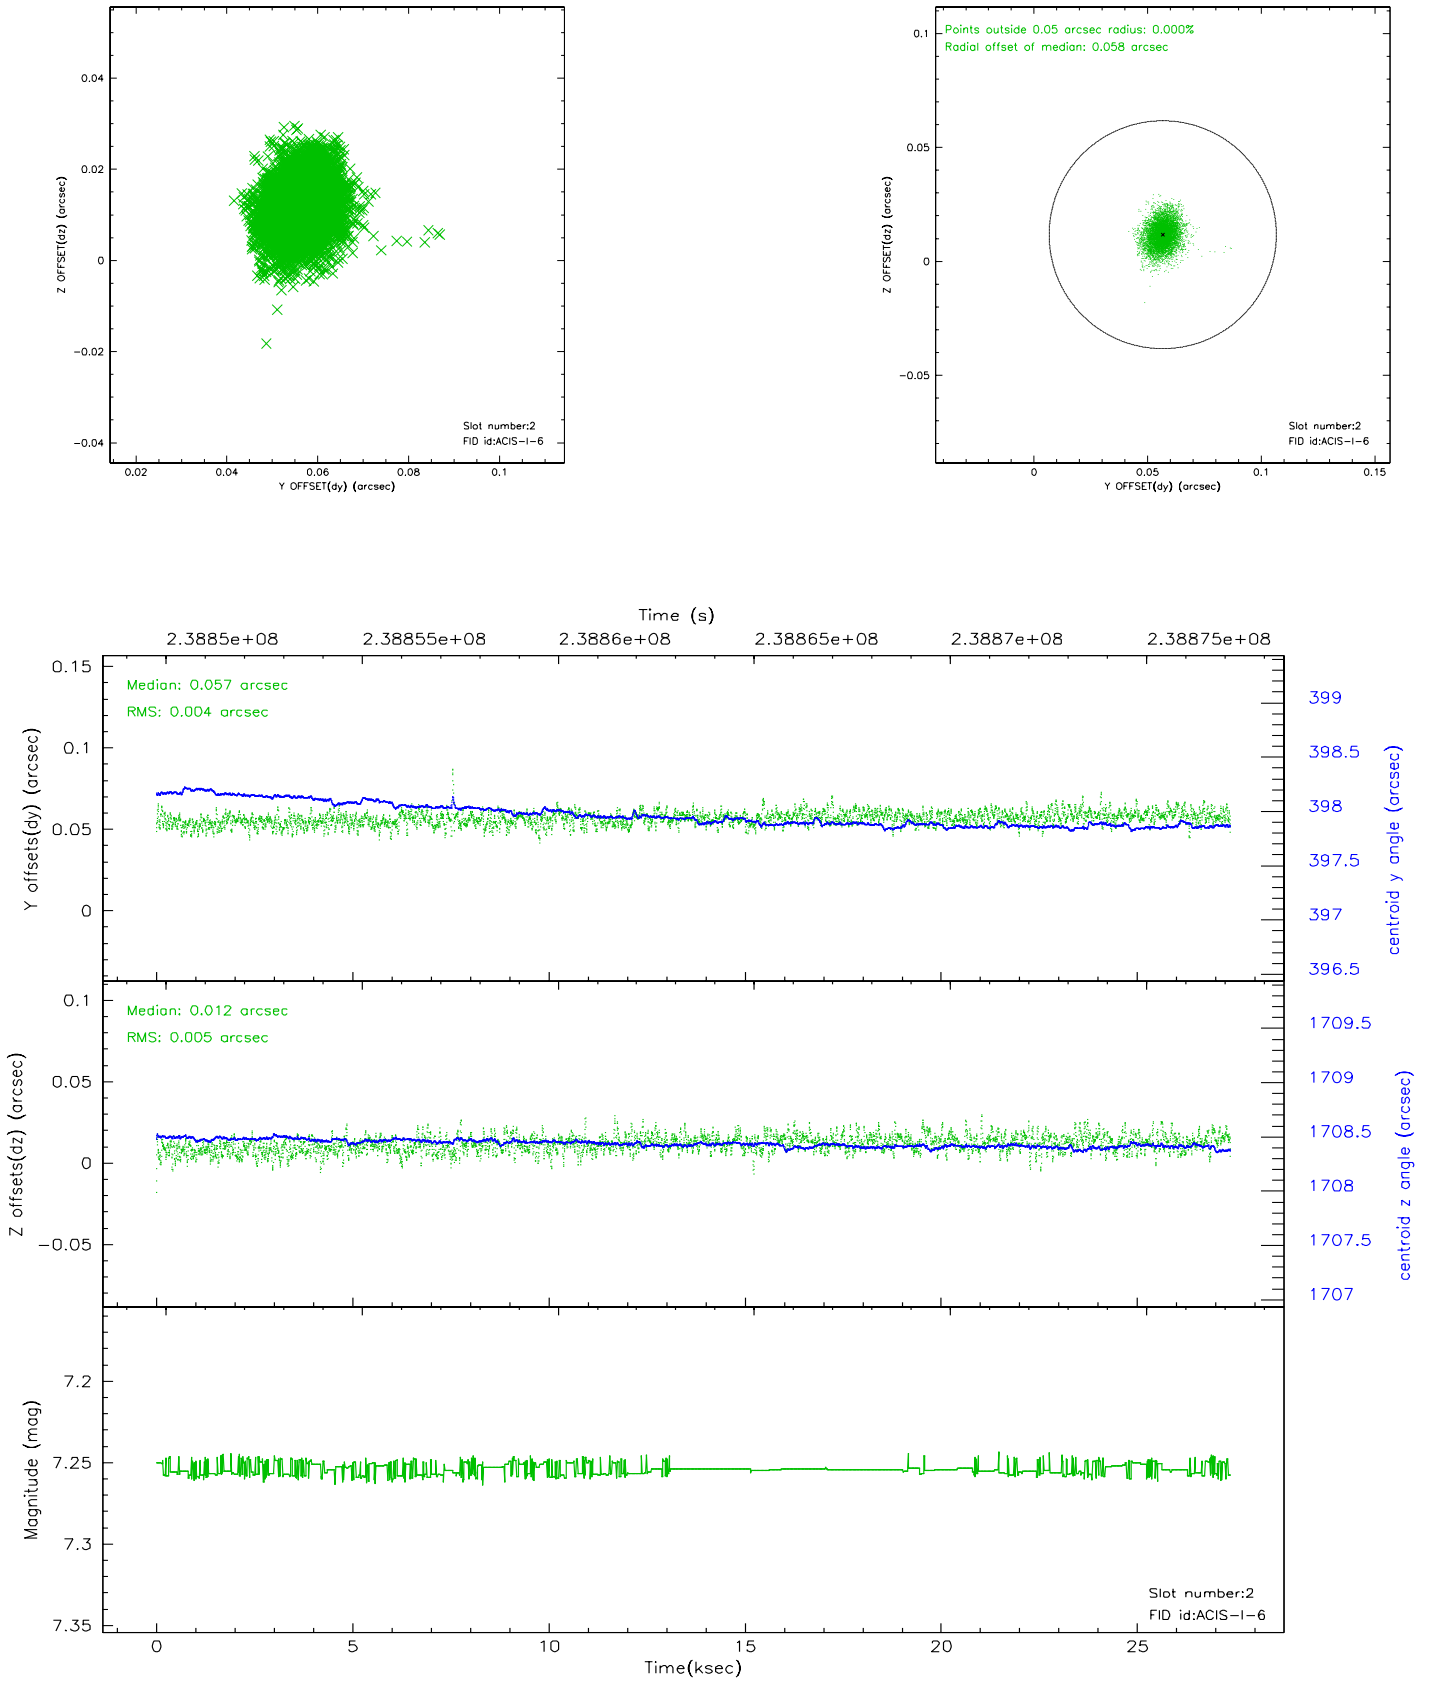 0.04
0.02
0
−0.02
−0.04
Z OFFSET(dz) (arcsec)
Slot number:2
FID id:ACIS−I−6
0.02 0.04 0.06 0.08 0.1
Y OFFSET(dy) (arcsec)
Points outside 0.05 arcsec radius: 0.000%
Radial offset of median: 0.058 arcsec
0.1
0.05
0
−0.05
Z OFFSET(dz) (arcsec)
Slot number:2
FID id:ACIS−I−6
0 0.05 0.1 0.15
Y OFFSET(dy) (arcsec)
Time (s)
2.3885e+08 2.38855e+08 2.3886e+08 2.38865e+08 2.3887e+08 2.38875e+08
Median: 0.057 arcsec
RMS: 0.004 arcsec
0.15
0.1
0.05
0
Y offsets(dy) (arcsec)
399
398.5
398
397.5
397
396.5
centroid y angle (arcsec)
Median: 0.012 arcsec
RMS: 0.005 arcsec
0.1
0.05
0
−0.05
Z offsets(dz) (arcsec)
1709.5
1709
1708.5
1708
1707.5
1707
centroid z angle (arcsec)
7.2
7.25
7.3
7.35
Magnitude (mag)
Slot number:2
FID id:ACIS−I−6
0 5 10 15 20 25
Time(ksec)